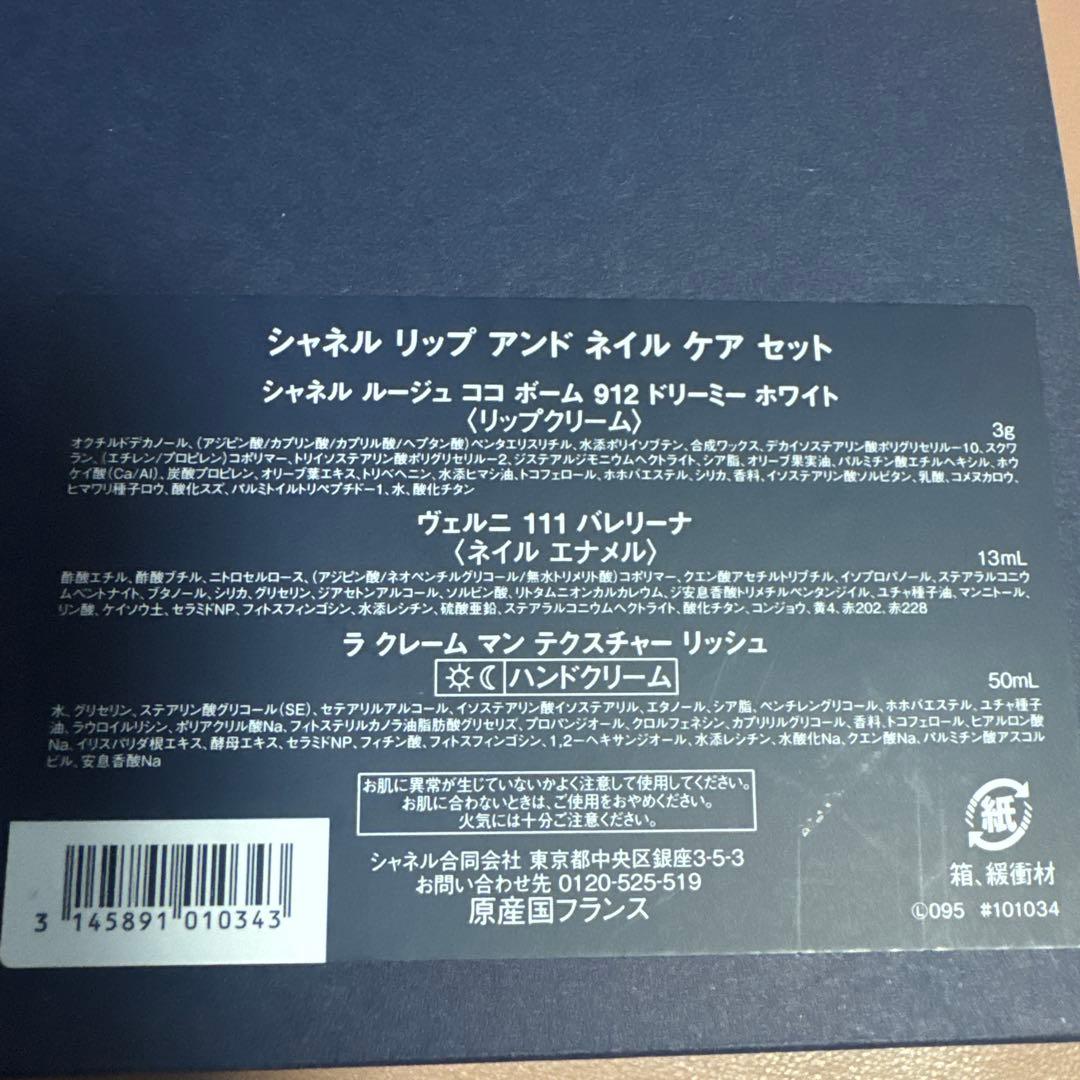 シャネル リップ アンド ネイル ケア セット
シャネル ルージュ ココ ボーム 912 ドリーミー ホワイト
〈リップクリーム〉
3g
オクチルドデカノール、(アジピン酸/カプリン酸/カプリル酸/ヘプタン酸)ペンタエリスリチル、水添ポリイソブテン、合成ワックス、デカイソステアリン酸ポリグリセリル-10、スクワ
ラン、(エチレン/プロピレン)コポリマー、トリイソステアリン酸ポリグリセリル-2、ジステアルジモニウムヘクトライト、シア脂、オリーブ果実油、パルミチン酸エチルヘキシル、ホウ
ケイ酸(Ca/Al)、炭酸プロピレン、オリーブ葉エキス、トリベヘニン、水添ヒマシ油、トコフェロール、ホホバエステル、シリカ、香料、イソステアリン酸ソルビタン、乳酸、コメヌカロウ、
ヒマワリ種子ロウ、酸化スズ、パルミトイルトリペプチド-1、水、酸化チタン
ヴェルニ 111 バレリーナ
〈ネイル エナメル〉
13mL
酢酸エチル、酢酸ブチル、ニトロセルロース、(アジピン酸/ネオペンチルグリコール/無水トリメリト酸)コポリマー、クエン酸アセチルトリブチル、イソプロパノール、ステアラルコニウ
ムベントナイト、ブタノール、シリカ、グリセリン、ジアセトンアルコール、ソルビン酸、リトタムニオンカルカレウム、ジ安息香酸トリメチルペンタンジイル、ユチャ種子油、マンニトール、
リン酸、ケイソウ土、セラミドNP、フィトスフィンゴシン、水添レシチン、硫酸亜鉛、ステアラルコニウムヘクトライト、酸化チタン、コンジョウ、黄4、赤202、赤228
ラ クレーム マン テクスチャー リッシュ
ハンドクリーム
50mL
水、グリセリン、ステアリン酸グリコール(SE)、セテアリルアルコール、イソステアリン酸イソステアリル、エタノール、シア脂、ペンチレングリコール、ホホバエステル、ユチャ種子
油、ラウロイルリシン、ポリアクリル酸Na、フィトステリルカノラ油脂肪酸グリセリズ、プロパンジオール、クロルフェネシン、カプリリルグリコール、香料、トコフェロール、ヒアルロン酸
Na、イリスパリダ根エキス、酵母エキス、セラミドNP、フィチン酸、フィトスフィンゴシン、1,2-ヘキサンジオール、水添レシチン、水酸化Na、クエン酸Na、パルミチン酸アスコル
ビル、安息香酸Na
お肌に異常が生じていないかよく注意して使用してください。
お肌に合わないときは、ご使用をおやめください。
火気には十分ご注意ください。
シャネル合同会社 東京都中央区銀座3-5-3
お問い合わせ先 0120-525-519
原産国フランス
紙
箱、緩衝材
Ⓛ095 #101034
3 145891 010343